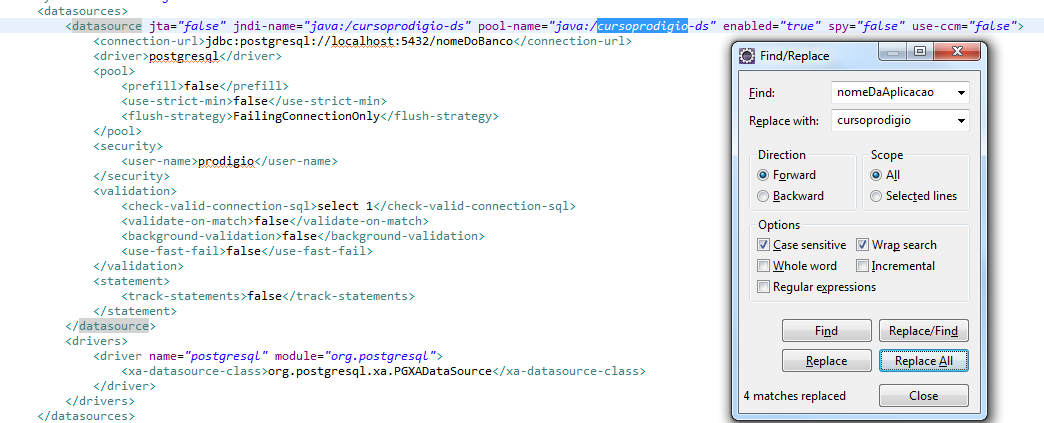 <datasources>
<datasource jta="false" jndi-name="java:/cursoprodigio-ds" pool-name="java:/cursoprodigio-ds" enabled="true" spy="false" use-ccm="false">
<connection-url>jdbc:postgresql://localhost:5432/nomeDoBanco</connection-url>
<driver>postgresql</driver>
<pool>
<prefill>false</prefill>
<use-strict-min>false</use-strict-min>
<flush-strategy>FailingConnectionOnly</flush-strategy>
</pool>
<security>
<user-name>prodigio</user-name>
</security>
<validation>
<check-valid-connection-sql>select 1</check-valid-connection-sql>
<validate-on-match>false</validate-on-match>
<background-validation>false</background-validation>
<use-fast-fail>false</use-fast-fail>
</validation>
<statement>
<track-statements>false</track-statements>
</statement>
</datasource>
<drivers>
<driver name="postgresql" module="org.postgresql">
<xa-datasource-class>org.postgresql.xa.PGXADataSource</xa-datasource-class>
</driver>
</drivers>
</datasources>
Find/Replace
Find: nomeDaAplicacao
Replace with: cursoprodigio
Direction Scope
Forward All
Backward Selected lines
Options
Case sensitive Wrap search
Whole word Incremental
Regular expressions
Find Replace/Find
Replace Replace All
4 matches replaced Close